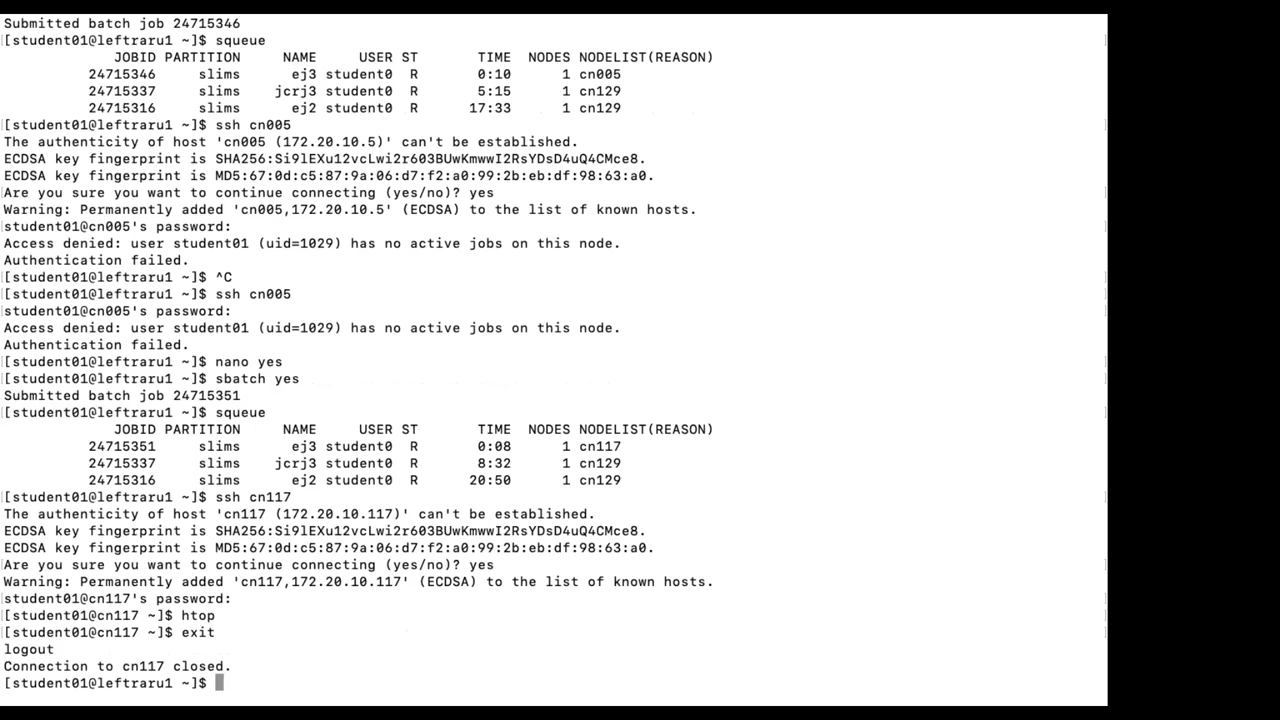 Submitted batch job 24715346
[student01@leftraru1 ~]$ squeue
JOBID PARTITION NAME USER ST TIME NODES NODELIST(REASON)
24715346 slims ej3 student0 R 0:10 1 cn005
24715337 slims jcrj3 student0 R 5:15 1 cn129
24715316 slims ej2 student0 R 17:33 1 cn129
[student01@leftraru1 ~]$ ssh cn005
The authenticity of host 'cn005 (172.20.10.5)' can't be established.
ECDSA key fingerprint is SHA256:Si9lEXu12vcLwi2r603BUwKmwwI2RsYDsD4uQ4CMce8.
ECDSA key fingerprint is MD5:67:0d:c5:87:9a:06:d7:f2:a0:99:2b:eb:df:98:63:a0.
Are you sure you want to continue connecting (yes/no)? yes
Warning: Permanently added 'cn005,172.20.10.5' (ECDSA) to the list of known hosts.
student01@cn005's password:
Access denied: user student01 (uid=1029) has no active jobs on this node.
Authentication failed.
[student01@leftraru1 ~]$ ^C
[student01@leftraru1 ~]$ ssh cn005
student01@cn005's password:
Access denied: user student01 (uid=1029) has no active jobs on this node.
Authentication failed.
[student01@leftraru1 ~]$ nano yes
[student01@leftraru1 ~]$ sbatch yes
Submitted batch job 24715351
[student01@leftraru1 ~]$ squeue
JOBID PARTITION NAME USER ST TIME NODES NODELIST(REASON)
24715351 slims ej3 student0 R 0:08 1 cn117
24715337 slims jcrj3 student0 R 8:32 1 cn129
24715316 slims ej2 student0 R 20:50 1 cn129
[student01@leftraru1 ~]$ ssh cn117
The authenticity of host 'cn117 (172.20.10.117)' can't be established.
ECDSA key fingerprint is SHA256:Si9lEXu12vcLwi2r603BUwKmwwI2RsYDsD4uQ4CMce8.
ECDSA key fingerprint is MD5:67:0d:c5:87:9a:06:d7:f2:a0:99:2b:eb:df:98:63:a0.
Are you sure you want to continue connecting (yes/no)? yes
Warning: Permanently added 'cn117,172.20.10.117' (ECDSA) to the list of known hosts.
student01@cn117's password:
[student01@cn117 ~]$ htop
[student01@cn117 ~]$ exit
logout
Connection to cn117 closed.
[student01@leftraru1 ~]$